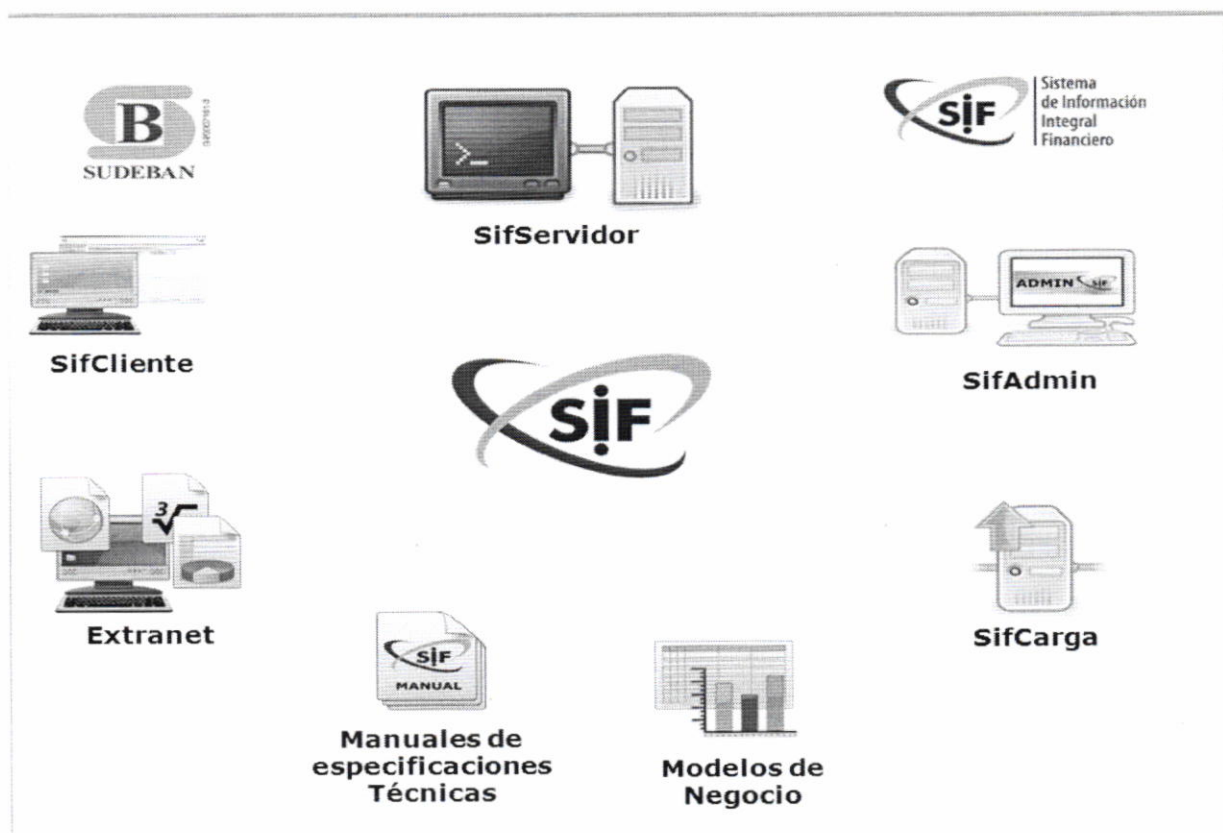 B
SUDEBAN
SiF
Sistema
de Información
Integral
Financiero
>_
SifServidor
SifCliente
ADMIN SiF
SifAdmin
SiF
3√
Extranet
SiF
MANUAL
Manuales de
especificaciones
Técnicas
Modelos de
Negocio
SifCarga